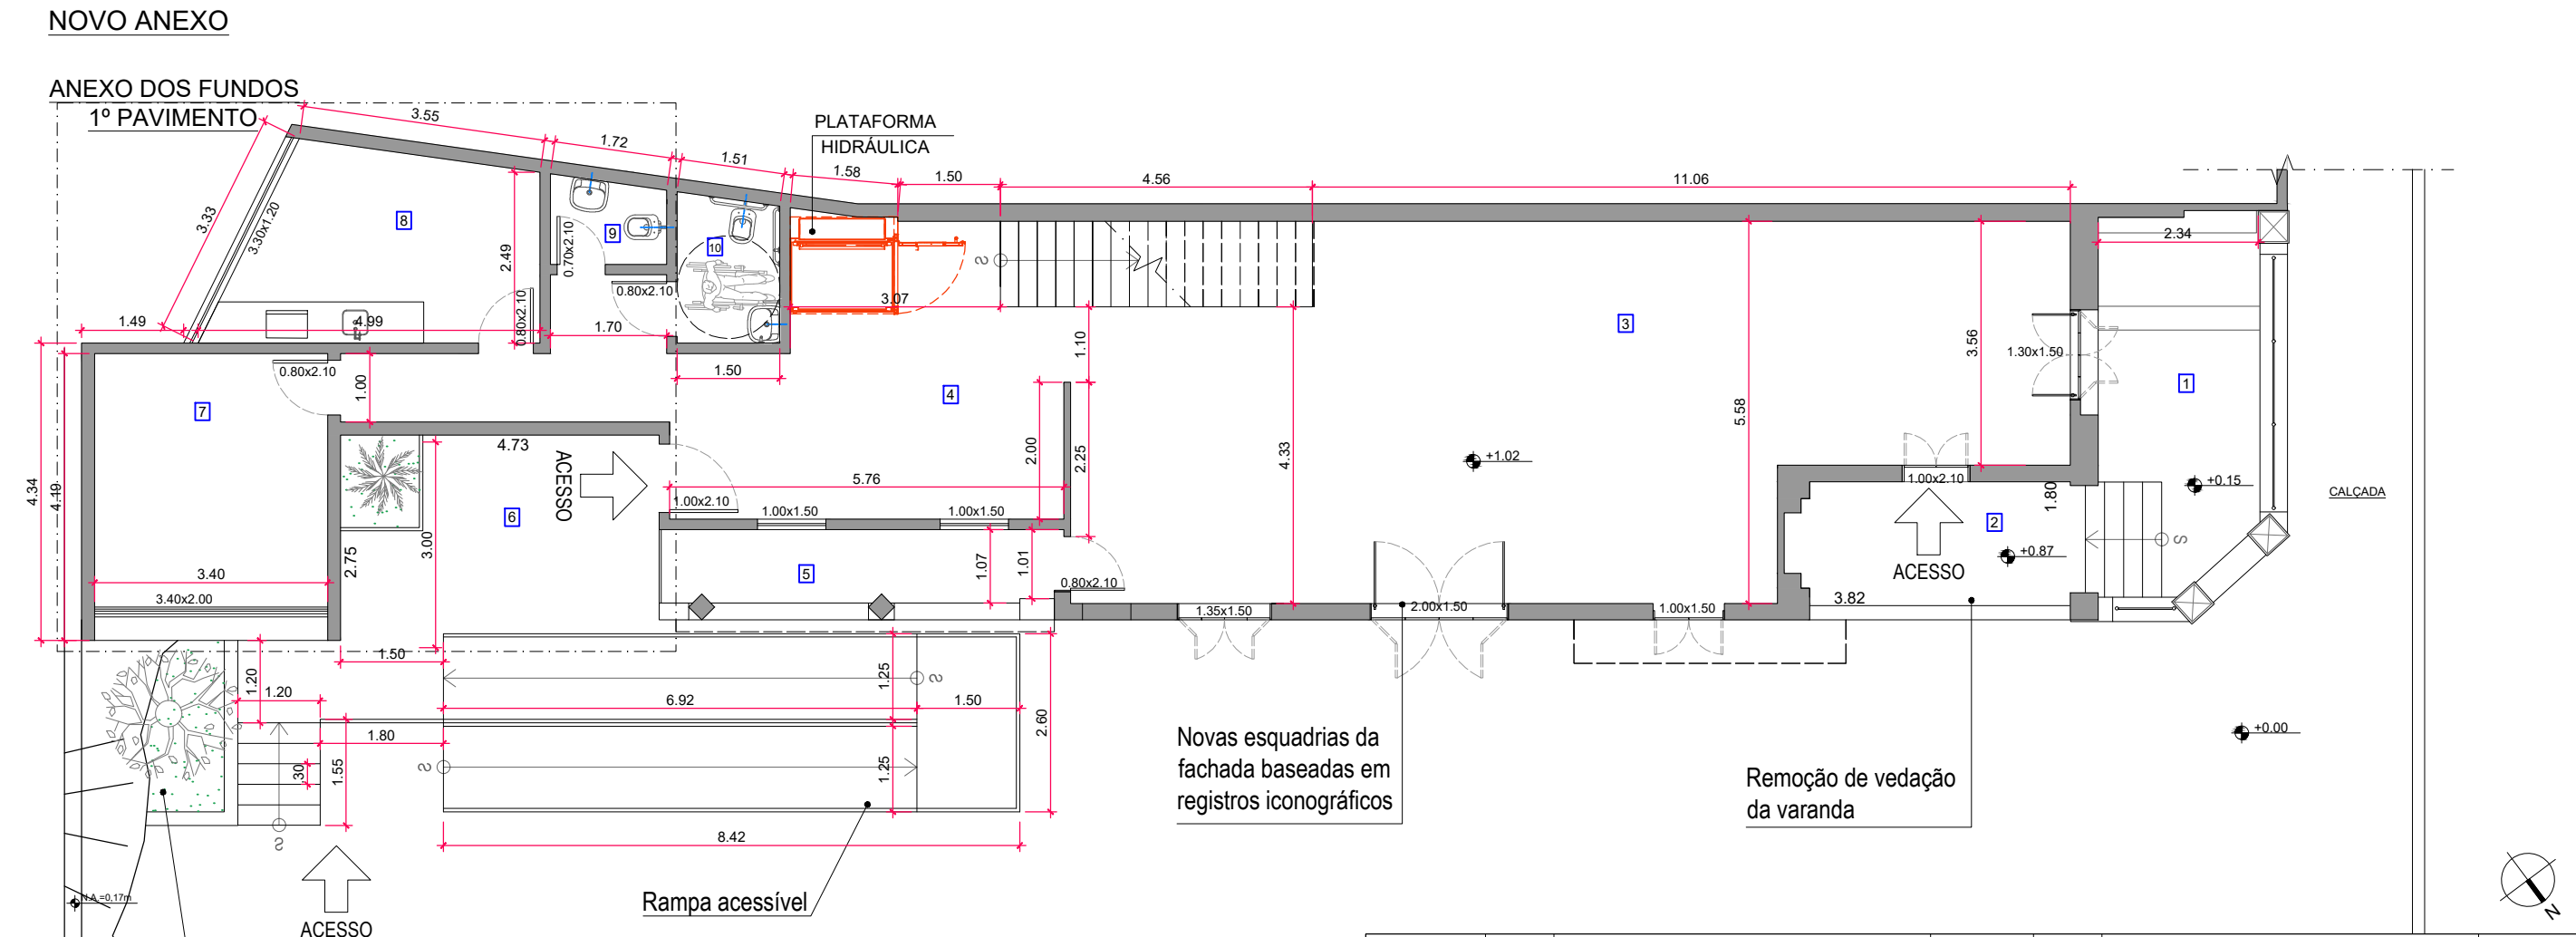 NOVO ANEXO
ANEXO DOS FUNDOS
1º PAVIMENTO
3.55
1.72
1.51
1.58
PLATAFORMA
HIDRÁULICA
1.50
4.56
11.06
3.33
3.30x1.20
8
2.49
9
0.70x2.10
10
0.80x2.10
0.80x2.10
S
3.07
3
3.56
2.34
1.30x1.50
1
1.49
4.99
1.70
1.50
1.10
0.80x2.10
1.00
7
4
5.58
4.33
2.00
2.25
4.34
4.19
4.73
ACESSO
5.76
1.00x2.10
1.00x1.50
1.00x1.50
6
3.00
2.75
+1.02
1.00x2.10
1.80
+0.15
CALÇADA
2
+0.87
ACESSO
S
3.40
3.40x2.00
5
1.07
1.01
0.80x2.10
1.35x1.50
2.00x1.50
1.00x1.50
3.82
1.50
1.20
1.20
1.25
S
6.92
1.50
2.60
1.80
.30
1.55
S
1.25
8.42
S
Novas esquadrias da
fachada baseadas em
registros iconográficos
Remoção de vedação
da varanda
+0.00
Rampa acessível
N.A.=0,17m
ACESSO
N